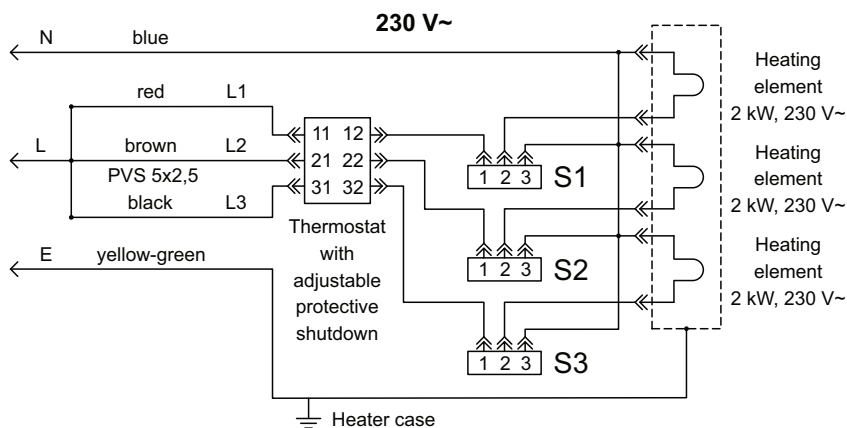 230 V~
N blue
red L1
L brown L2
PVS 5x2,5
black L3
E yellow-green
11 12
21 22
31 32
Thermostat
with
adjustable
protective
shutdown
1 2 3 S1
1 2 3 S2
1 2 3 S3
Heating
element
2 kW, 230 V~
Heating
element
2 kW, 230 V~
Heating
element
2 kW, 230 V~
Heater case